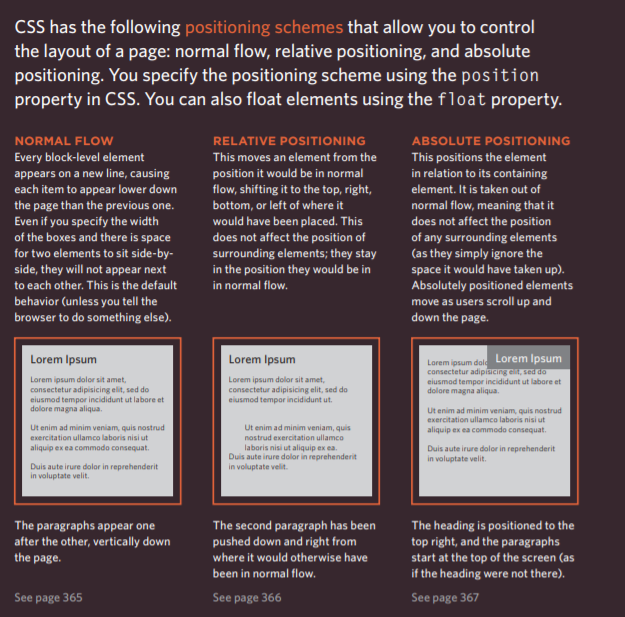 CSS has the following positioning schemes that allow you to control
the layout of a page: normal flow, relative positioning, and absolute
positioning. You specify the positioning scheme using the position
property in CSS. You can also float elements using the float property.
NORMAL FLOW
Every block-level element
appears on a new line, causing
each item to appear lower down
the page than the previous one.
Even if you specify the width
of the boxes and there is space
for two elements to sit side-by-
side, they will not appear next
to each other. This is the default
behavior (unless you tell the
browser to do something else).
Lorem Ipsum
Lorem ipsum dolor sit amet,
consectetur adipisicing elit, sed do
eiusmod tempor incididunt ut labore et
dolore magna aliqua.
Ut enim ad minim veniam, quis nostrud
exercitation ullamco laboris nisi ut
aliquip ex ea commodo consequat.
Duis aute irure dolor in reprehenderit
in voluptate velit.
The paragraphs appear one
after the other, vertically down
the page.
See page 365
RELATIVE POSITIONING
This moves an element from the
position it would be in normal
flow, shifting it to the top, right,
bottom, or left of where it
would have been placed. This
does not affect the position of
surrounding elements; they stay
in the position they would be in
in normal flow.
Lorem Ipsum
Lorem ipsum dolor sit amet,
consectetur adipisicing elit, sed do
eiusmod tempor incididunt ut.
Ut enim ad minim veniam, quis
nostrud exercitation ullamco
laboris nisi ut aliquip ex ea.
Duis aute irure dolor in reprehenderit
in voluptate velit.
The second paragraph has been
pushed down and right from
where it would otherwise have
been in normal flow.
See page 366
ABSOLUTE POSITIONING
This positions the element
in relation to its containing
element. It is taken out of
normal flow, meaning that it
does not affect the position
of any surrounding elements
(as they simply ignore the
space it would have taken up).
Absolutely positioned elements
move as users scroll up and
down the page.
Lorem Ipsum
Lorem ipsum dolo
consectetur adipisicing elit, sed do
eiusmod tempor incididunt ut labore et
dolore magna aliqua.
Ut enim ad minim veniam, quis nostrud
exercitation ullamco laboris nisi ut
aliquip ex ea commodo consequat.
Duis aute irure dolor in reprehenderit
in voluptate velit.
The heading is positioned to the
top right, and the paragraphs
start at the top of the screen (as
if the heading were not there).
See page 367